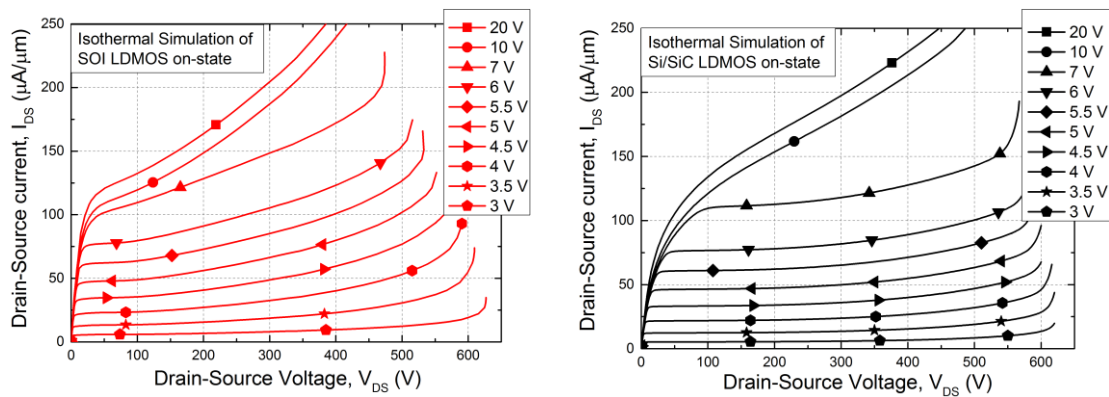 Isothermal Simulation of
SOI LDMOS on-state
20 V
10 V
7 V
6 V
5.5 V
5 V
4.5 V
4 V
3.5 V
3 V
Drain-Source current, I_DS (μA/μm)
250
200
150
100
50
0
0 100 200 300 400 500 600
Drain-Source Voltage, V_DS (V)
Isothermal Simulation of
Si/SiC LDMOS on-state
20 V
10 V
7 V
6 V
5.5 V
5 V
4.5 V
4 V
3.5 V
3 V
Drain-Source current, I_DS (μA/μm)
250
200
150
100
50
0
0 100 200 300 400 500 600
Drain-Source Voltage, V_DS (V)